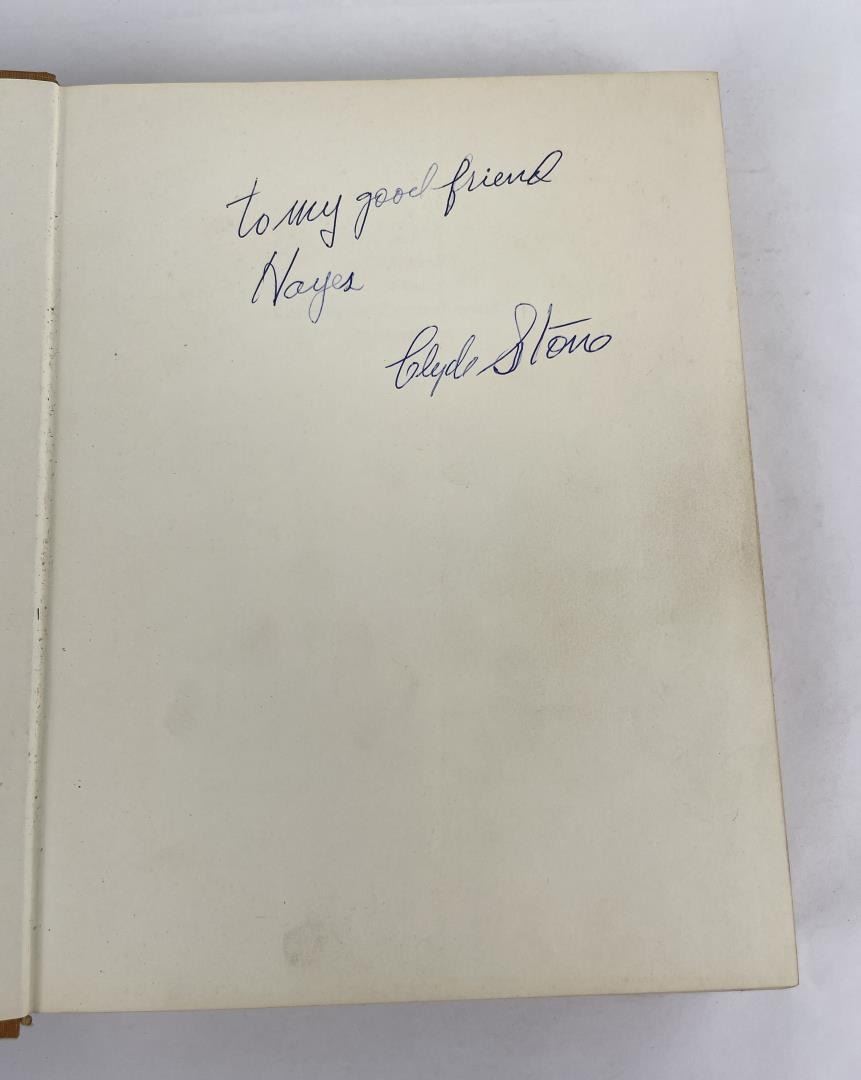 to my good friend
Hayes
Clyde Stone